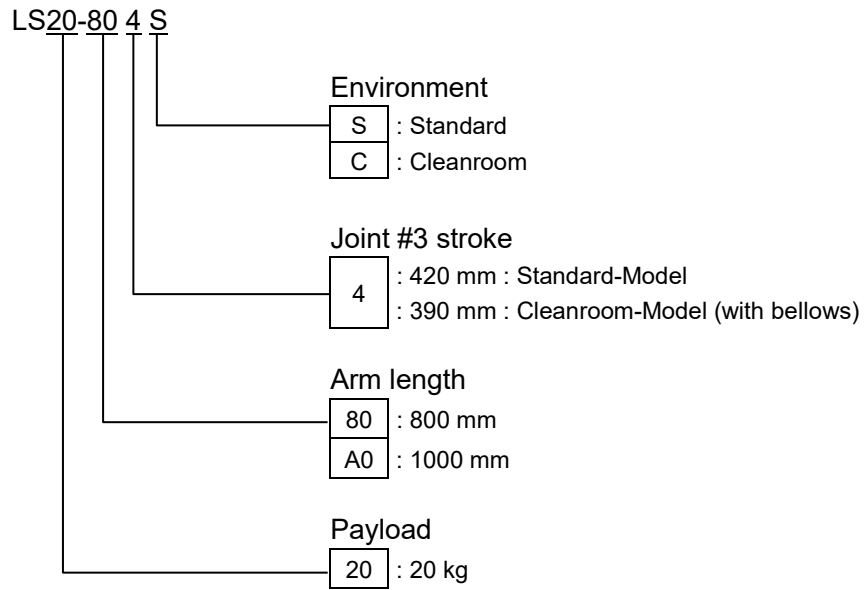 LS20-80 4 S
Environment
S : Standard
C : Cleanroom
Joint #3 stroke
4
: 420 mm : Standard-Model
: 390 mm : Cleanroom-Model (with bellows)
Arm length
80 : 800 mm
A0 : 1000 mm
Payload
20 : 20 kg